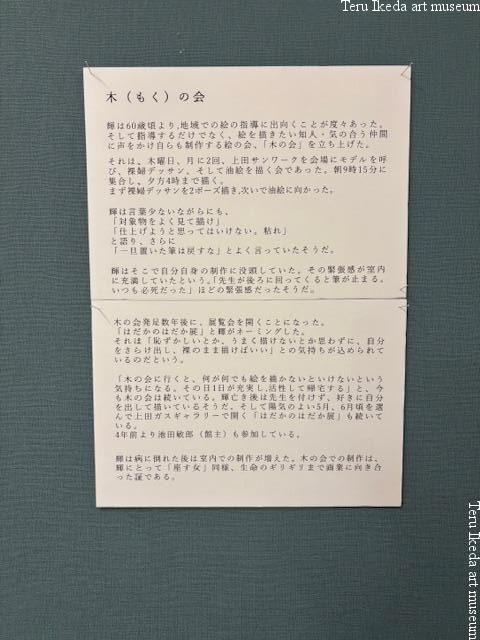 Teru Ikeda art museum
木（もく）の会
輝は60歳頃より,地域での絵の指導に出向くことが度々あった。
そして指導するだけでなく、絵を描きたい知人・気の合う仲間
に声をかけ自らも制作する絵の会、「木の会」を立ち上げた。
それは、木曜日、月に2回、上田サンワークを会場にモデルを呼
び、裸婦デッサン、そして油絵を描く会であった。朝9時15分に
集合し、夕方4時まで描く。
まず裸婦デッサンを2ポーズ描き,次いで油絵に向かった。
輝は言葉少ないながらにも、
「対象物をよく見て描け」
「仕上げようと思ってはいけない。粘れ」
と語り、さらに
「一旦置いた筆は戻すな」とよく言っていたそうだ。
輝はそこで自分自身の制作に没頭していた。その緊張感が室内
に充満していたという。「先生が後ろに回ってくると筆が止まる。
いつも必死だった」ほどの緊張感だったそうだ。
木の会発足数年後に、展覧会を開くことになった。
「はだかのはだか展」と輝がネーミングした。
それは「恥ずかしいとか、うまく描けないとか思わずに、自分
をさらけ出し、裸のまま描けばいい」との気持ちが込められて
いるのだという。
「木の会に行くと、何が何でも絵を描かないといけないという
気持ちになる。その日1日が充実し,活性して帰宅する」と、今
も木の会は続いている。輝亡き後は先生を付けず、好きに自分
を出して描いているそうだ。そして陽気のよい5月、6月頃を選
んで上田ガスギャラリーで開く「はだかのはだか展」も続いて
いる。
4年前より池田敏郎（館主）も参加している。
輝は病に倒れた後は室内での制作が増えた。木の会での制作は、
輝にとって「座す女」同様、生命のギリギリまで画業に向き合
った証である。
Teru Ikeda art museum